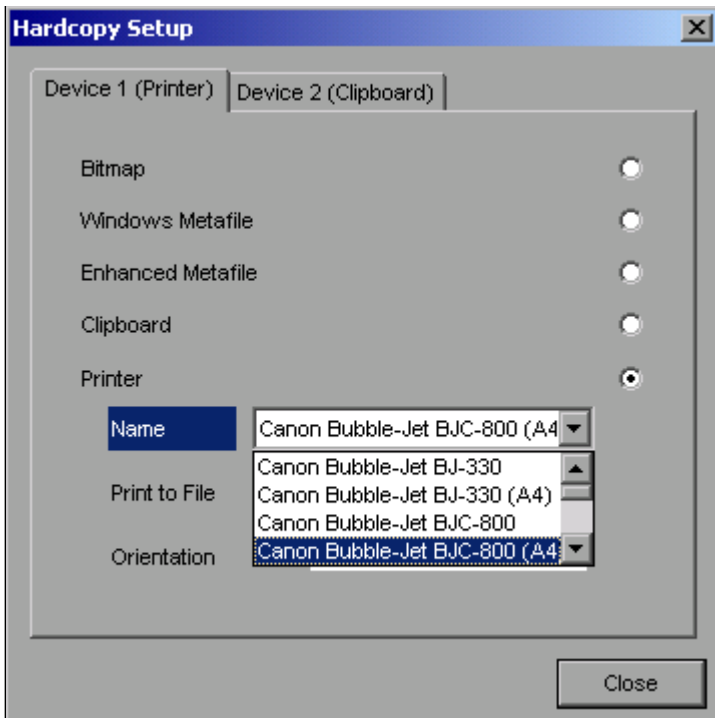 Hardcopy Setup
Device 1 (Printer)
Device 2 (Clipboard)
Bitmap
Windows Metafile
Enhanced Metafile
Clipboard
Printer
Name
Canon Bubble-Jet BJC-800 (A4
Canon Bubble-Jet BJ-330
Print to File
Canon Bubble-Jet BJ-330 (A4)
Canon Bubble-Jet BJC-800
Orientation
Canon Bubble-Jet BJC-800 (A4
Close